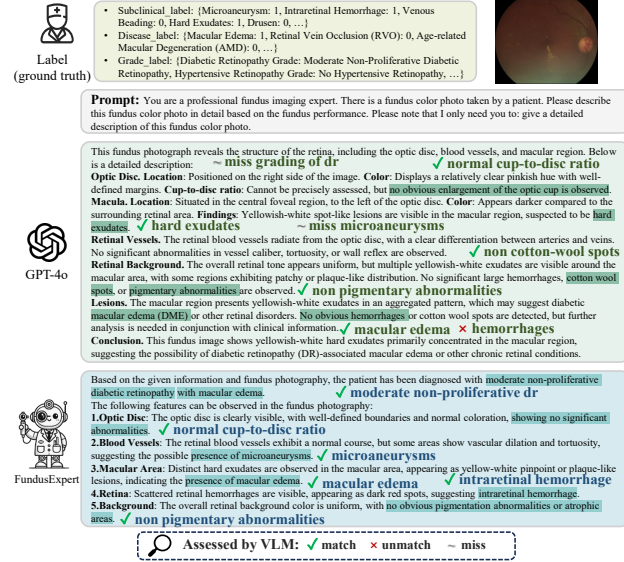 • Subclinical_label: {Microaneurysm: 1, Intraretinal Hemorrhage: 1, Venous
Beading: 0, Hard Exudates: 1, Drusen: 0, …}
• Disease_label: {Macular Edema: 1, Retinal Vein Occlusion (RVO): 0, Age-related
Macular Degeneration (AMD): 0, …}
• Grade_label: {Diabetic Retinopathy Grade: Moderate Non-Proliferative Diabetic
Retinopathy, Hypertensive Retinopathy Grade: No Hypertensive Retinopathy, …}
Label
(ground truth)
Prompt: You are a professional fundus imaging expert. There is a fundus color photo taken by a patient. Please describe
this fundus color photo in detail based on the fundus performance. Please note that I only need you to: give a detailed
description of this fundus color photo.
This fundus photograph reveals the structure of the retina, including the optic disc, blood vessels, and macular region. Below
is a detailed description: ~ miss grading of dr ✓ normal cup-to-disc ratio
Optic Disc. Location: Positioned on the right side of the image. Color: Displays a relatively clear pinkish hue with well-
defined margins. Cup-to-disc ratio: Cannot be precisely assessed, but no obvious enlargement of the optic cup is observed.
Macula. Location: Situated in the central foveal region, to the left of the optic disc. Color: Appears darker compared to the
surrounding retinal area. Findings: Yellowish-white spot-like lesions are visible in the macular region, suspected to be hard
exudates. ✓ hard exudates ~ miss microaneurysms
Retinal Vessels. The retinal blood vessels radiate from the optic disc, with a clear differentiation between arteries and veins.
No significant abnormalities in vessel caliber, tortuosity, or wall reflex are observed. ✓ non cotton-wool spots
Retinal Background. The overall retinal tone appears uniform, but multiple yellowish-white exudates are visible around the
macular area, with some regions exhibiting patchy or plaque-like distribution. No significant large hemorrhages, cotton wool
spots, or pigmentary abnormalities are observed. ✓ non pigmentary abnormalities
Lesions. The macular region presents yellowish-white exudates in an aggregated pattern, which may suggest diabetic
macular edema (DME) or other retinal disorders. No obvious hemorrhages or cotton wool spots are detected, but further
analysis is needed in conjunction with clinical information. ✓ macular edema × hemorrhages
Conclusion. This fundus image shows yellowish-white hard exudates primarily concentrated in the macular region,
suggesting the possibility of diabetic retinopathy (DR)-associated macular edema or other chronic retinal conditions.
GPT-4o
Based on the given information and fundus photography, the patient has been diagnosed with moderate non-proliferative
diabetic retinopathy with macular edema. ✓ moderate non-proliferative dr
The following features can be observed in the fundus photography:
1.Optic Disc: The optic disc is clearly visible, with well-defined boundaries and normal coloration, showing no significant
abnormalities. ✓ normal cup-to-disc ratio
2.Blood Vessels: The retinal blood vessels exhibit a normal course, but some areas show vascular dilation and tortuosity,
suggesting the possible presence of microaneurysms. ✓ microaneurysms
3.Macular Area: Distinct hard exudates are observed in the macular area, appearing as yellow-white pinpoint or plaque-like
lesions, indicating the presence of macular edema. ✓ macular edema ✓ intraretinal hemorrhage
4.Retina: Scattered retinal hemorrhages are visible, appearing as dark red spots, suggesting intraretinal hemorrhage.
5.Background: The overall retinal background color is uniform, with no obvious pigmentation abnormalities or atrophic
areas. ✓ non pigmentary abnormalities
FundusExpert
Assessed by VLM: ✓ match × unmatch ~ miss